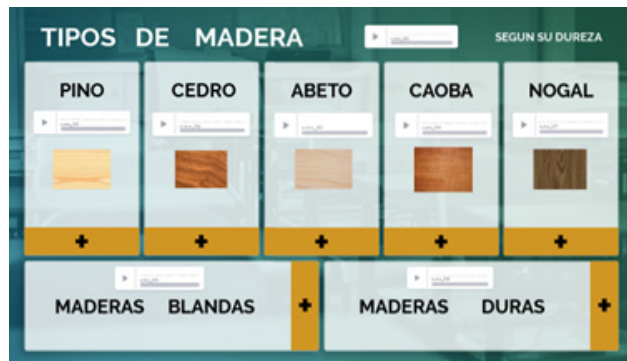 TIPOS DE MADERA
SEGUN SU DUREZA
PINO
CEDRO
ABETO
CAOBA
NOGAL
MADERAS BLANDAS
MADERAS DURAS